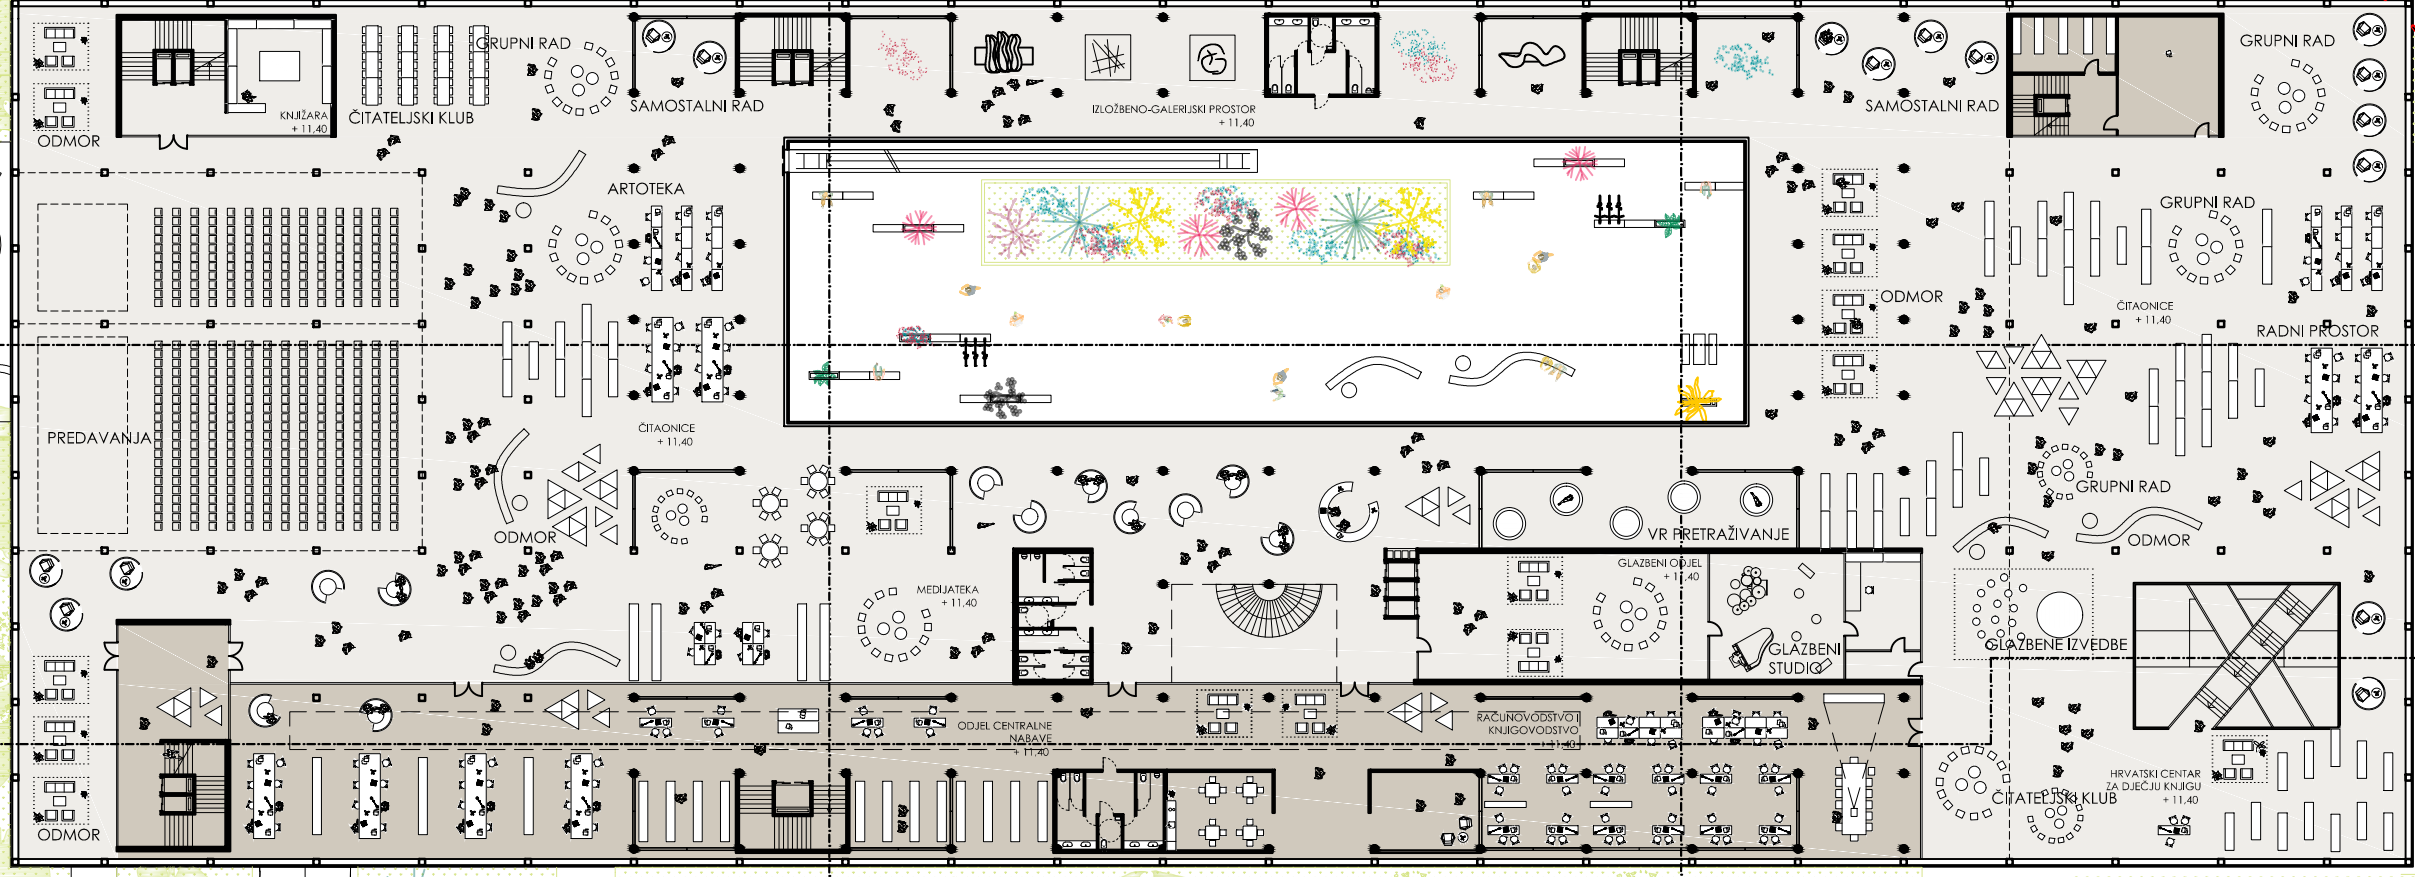 GRUPNI RAD
GRUPNI RAD
KNJIŽARA
+ 11,40
ČITATELJSKI KLUB
SAMOSTALNI RAD
IZLOŽBENO-GALERIJSKI PROSTOR
+ 11,40
SAMOSTALNI RAD
ODMOR
ARTOTEKA
GRUPNI RAD
ODMOR
ČITAONICE
+ 11,40
RADNI PROSTOR
PREDAVANJA
ČITAONICE
+ 11,40
GRUPNI RAD
ODMOR
VR PRETRAŽIVANJE
ODMOR
GLAZBENI ODJEL
+ 11,40
MEDIJATEKA
+ 11,40
GLAZBENI
STUDIO
GLAZBENE IZVEDBE
ODJEL CENTRALNE
NABAVE
+ 11,40
RAČUNOVODSTVO I
KNJIGOVODSTVO
+ 11,40
HRVATSKI CENTAR
ZA DJEČJU KNJIGU
+ 11,40
ČITATELJSKI KLUB
ODMOR